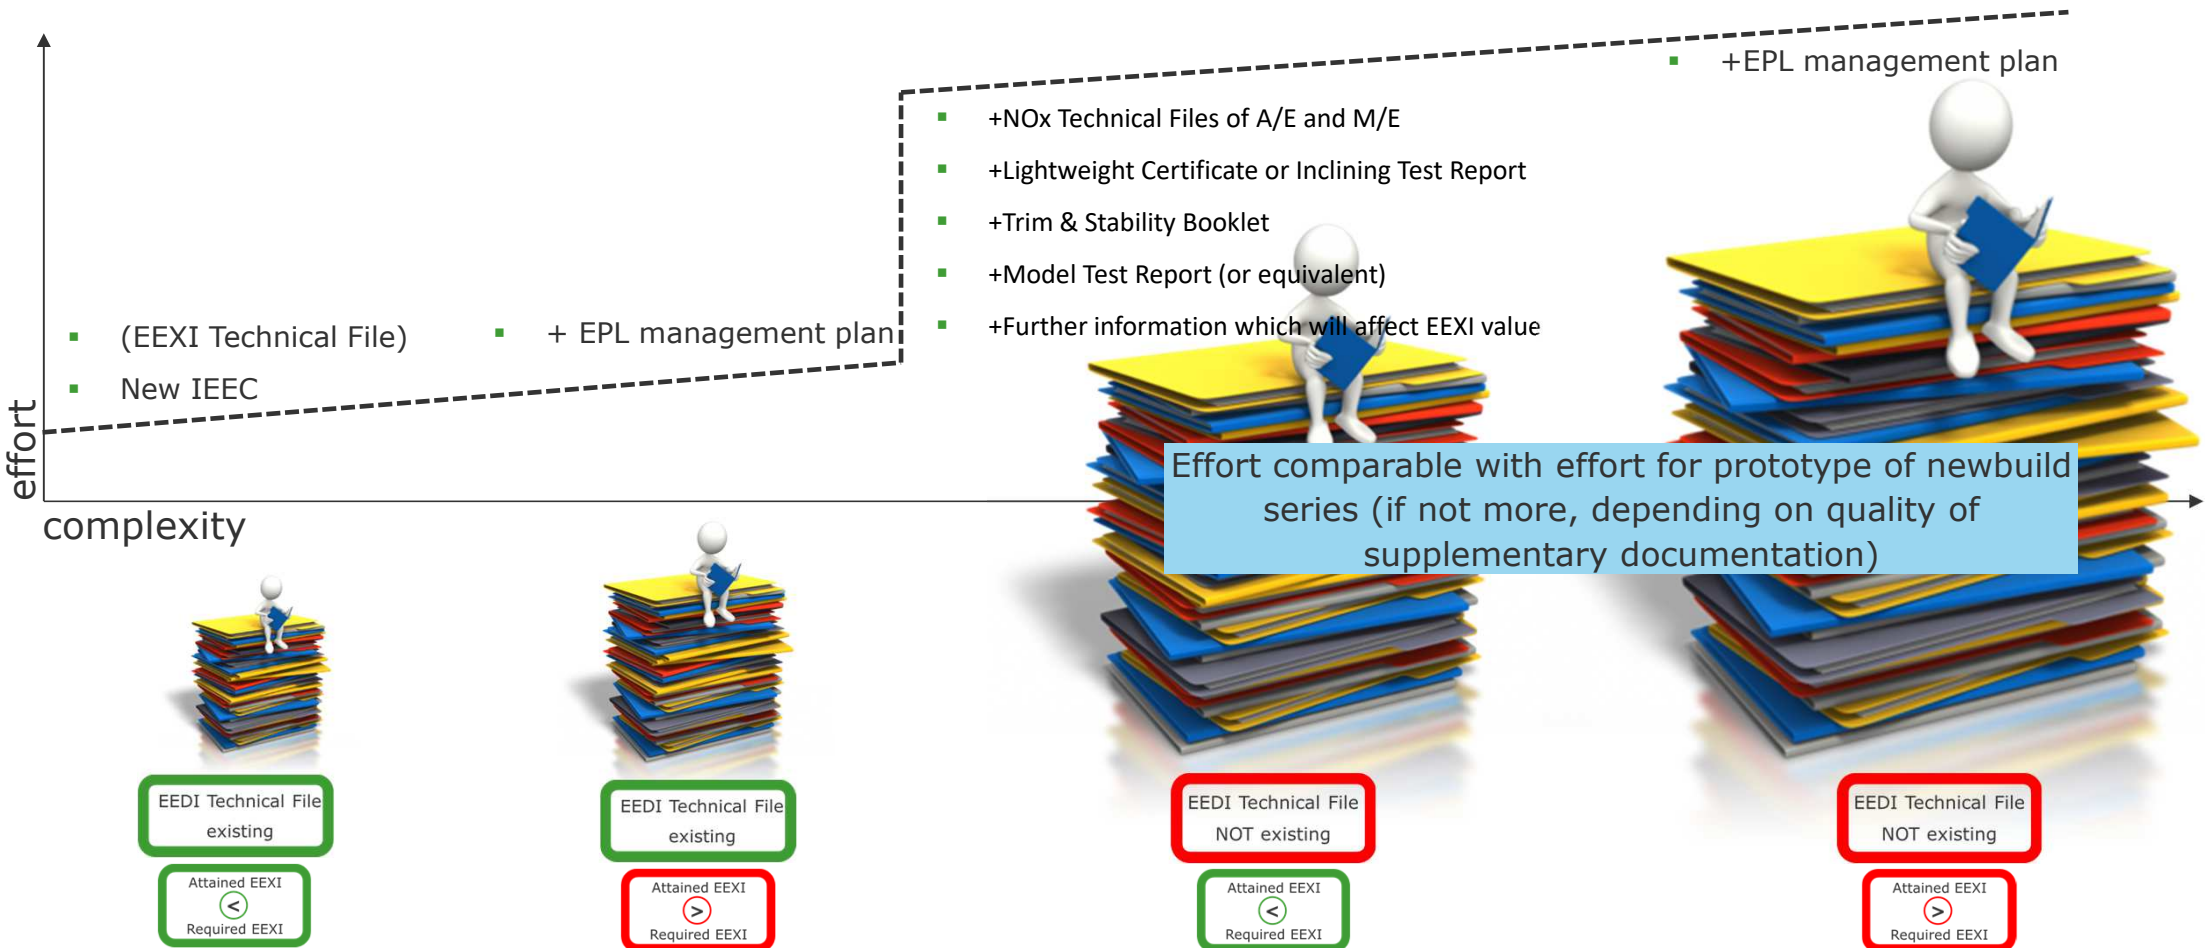 +EPL management plan
+NOx Technical Files of A/E and M/E
+Lightweight Certificate or Inclining Test Report
+Trim & Stability Booklet
+Model Test Report (or equivalent)
+Further information which will affect EEXI value
(EEXI Technical File)
New IEEC
+ EPL management plan
effort
complexity
Effort comparable with effort for prototype of newbuild
series (if not more, depending on quality of
supplementary documentation)
EEDI Technical File
existing
Attained EEXI
<
Required EEXI
EEDI Technical File
existing
Attained EEXI
>
Required EEXI
EEDI Technical File
NOT existing
Attained EEXI
<
Required EEXI
EEDI Technical File
NOT existing
Attained EEXI
>
Required EEXI